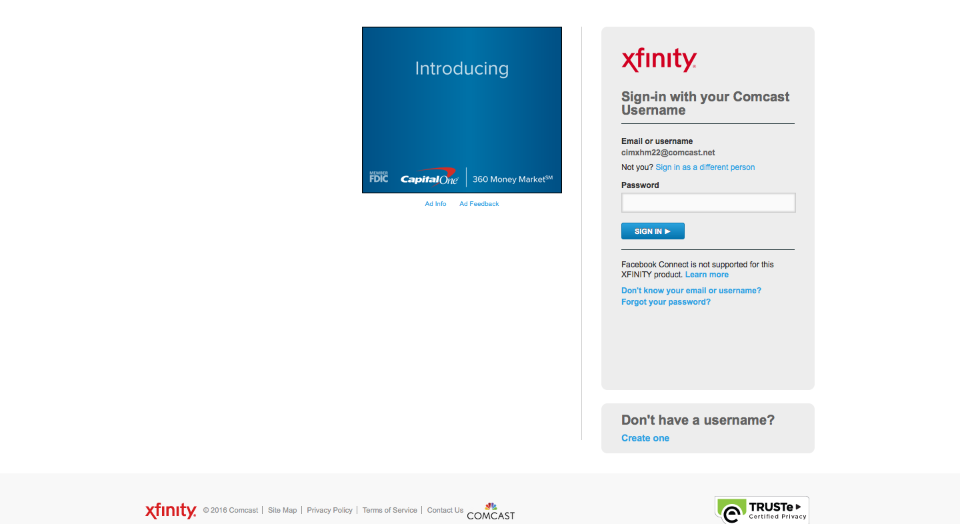 Introducing
MEMBER
FDIC
Capital One
360 Money Market℠
Ad Info
Ad Feedback
xfinity.
Sign-in with your Comcast
Username
Email or username
cimxhm22@comcast.net
Not you? Sign in as a different person
Password
SIGN IN ▶
Facebook Connect is not supported for this
XFINITY product. Learn more
Don't know your email or username?
Forgot your password?
Don't have a username?
Create one
xfinity. © 2016 Comcast | Site Map | Privacy Policy | Terms of Service | Contact Us COMCAST
TRUSTe ▶
Certified Privacy